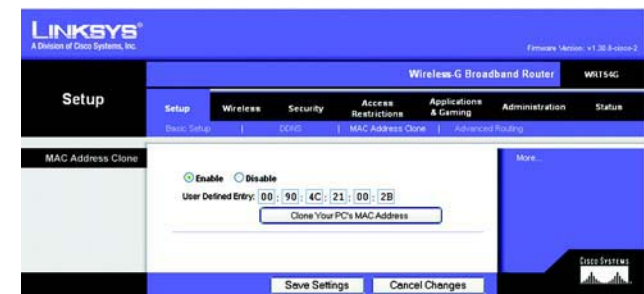 LINKSYS®
A Division of Cisco Systems, Inc.
Firmware Version: v1.30.8-cisco-2
Wireless-G Broadband Router WRT54G
Setup
Setup Wireless Security Access Restrictions Applications & Gaming Administration Status
Basic Setup | DDNS | MAC Address Clone | Advanced Routing
MAC Address Clone
More...
Enable Disable
User Defined Entry: 00 : 90 : 4C : 21 : 00 : 2B
Clone Your PC's MAC Address
CISCO SYSTEMS
Save Settings Cancel Changes